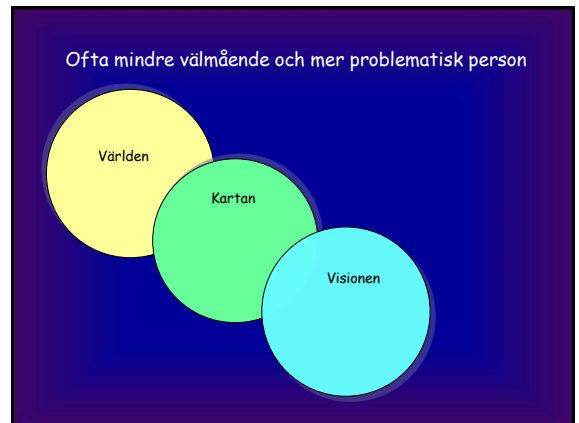 Ofta mindre välmående och mer problematisk person
Världen
Kartan
Visionen